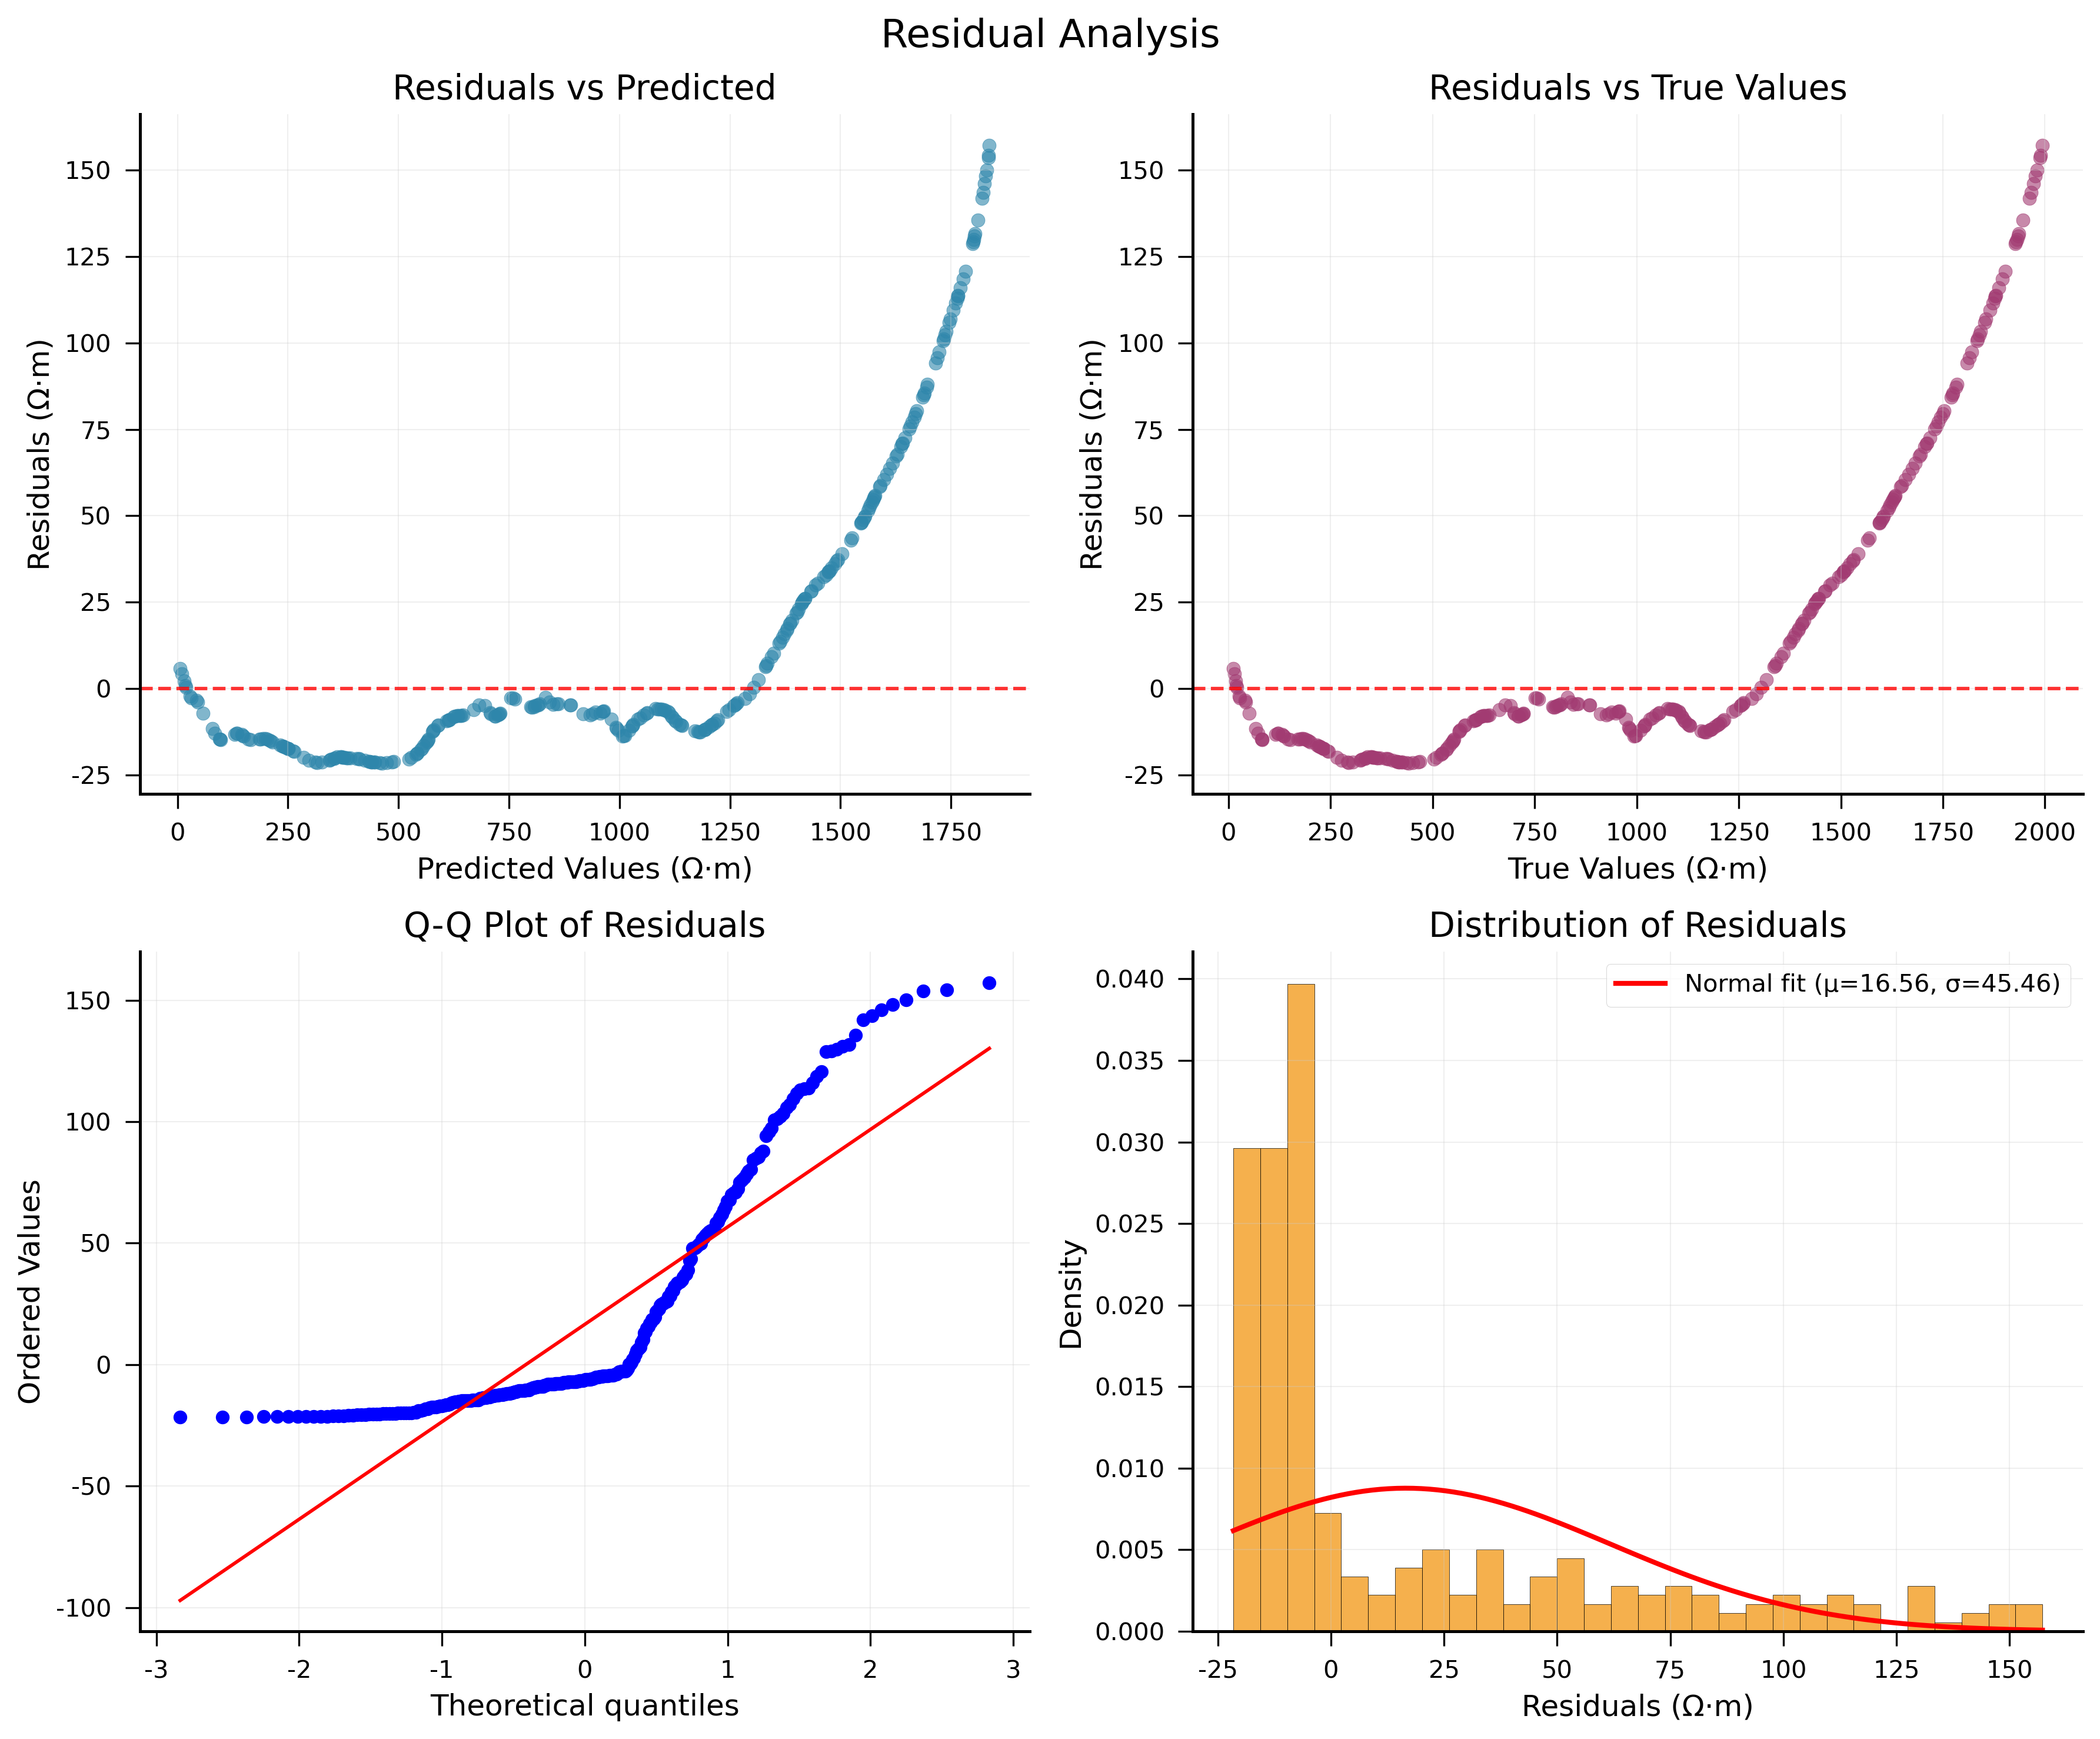 Residual Analysis
Residuals vs Predicted
150
125
100
75
50
25
0
-25
Residuals (Ω·m)
0 250 500 750 1000 1250 1500 1750
Predicted Values (Ω·m)
Residuals vs True Values
150
125
100
75
50
25
0
-25
Residuals (Ω·m)
0 250 500 750 1000 1250 1500 1750 2000
True Values (Ω·m)
Q-Q Plot of Residuals
150
100
50
0
-50
-100
Ordered Values
-3 -2 -1 0 1 2 3
Theoretical quantiles
Distribution of Residuals
Normal fit (μ=16.56, σ=45.46)
0.040
0.035
0.030
0.025
0.020
0.015
0.010
0.005
0.000
Density
-25 0 25 50 75 100 125 150
Residuals (Ω·m)